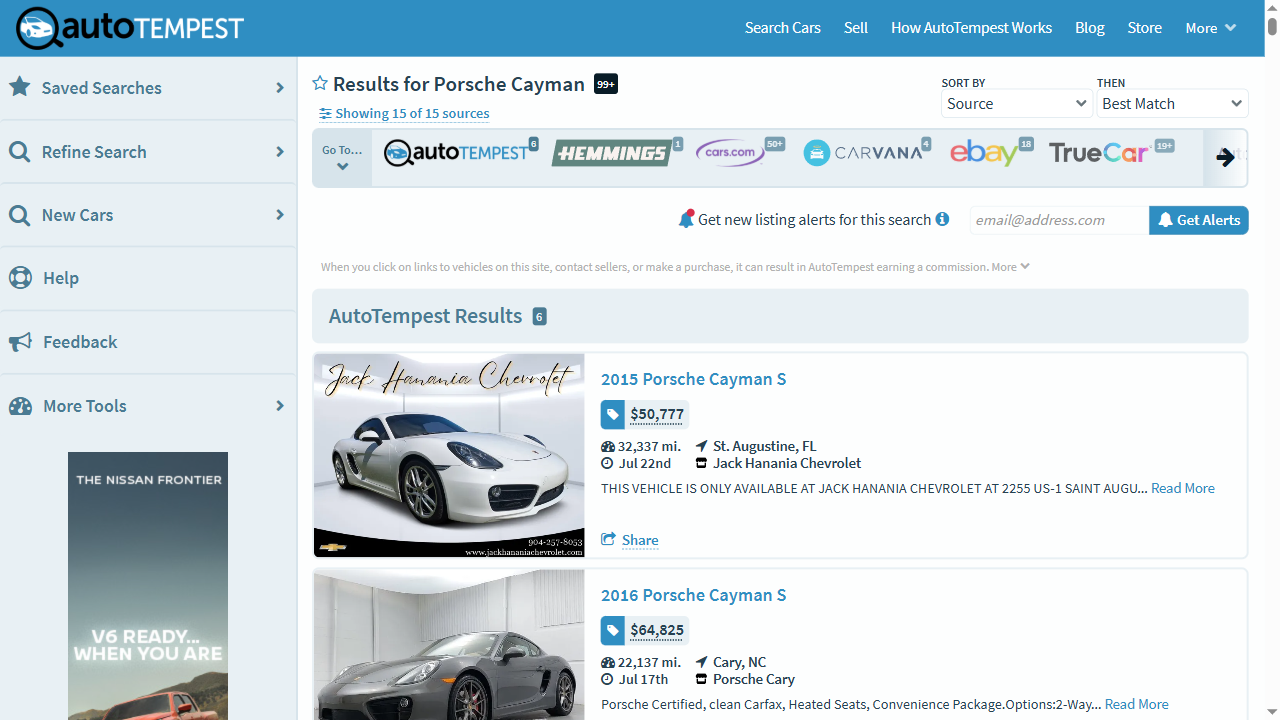 autoTEMPEST
Search Cars
Sell
How AutoTempest Works
Blog
Store
More
Saved Searches
Refine Search
New Cars
Help
Feedback
More Tools
THE NISSAN FRONTIER
V6 READY...
WHEN YOU ARE
Results for Porsche Cayman 99+
Showing 15 of 15 sources
SORT BY
Source
THEN
Best Match
Go To...
autoTEMPEST 6
HEMMINGS 1
cars.com 50+
CARVANA 4
ebay 18
TrueCar 19+
Get new listing alerts for this search
email@address.com
Get Alerts
When you click on links to vehicles on this site, contact sellers, or make a purchase, it can result in AutoTempest earning a commission. More
AutoTempest Results 6
Jack Hanania Chevrolet
904-257-8053
www.jackhananiachevrolet.com
2015 Porsche Cayman S
$50,777
32,337 mi.
St. Augustine, FL
Jul 22nd
Jack Hanania Chevrolet
THIS VEHICLE IS ONLY AVAILABLE AT JACK HANANIA CHEVROLET AT 2255 US-1 SAINT AUGU... Read More
Share
2016 Porsche Cayman S
$64,825
22,137 mi.
Cary, NC
Jul 17th
Porsche Cary
Porsche Certified, clean Carfax, Heated Seats, Convenience Package.Options:2-Way... Read More